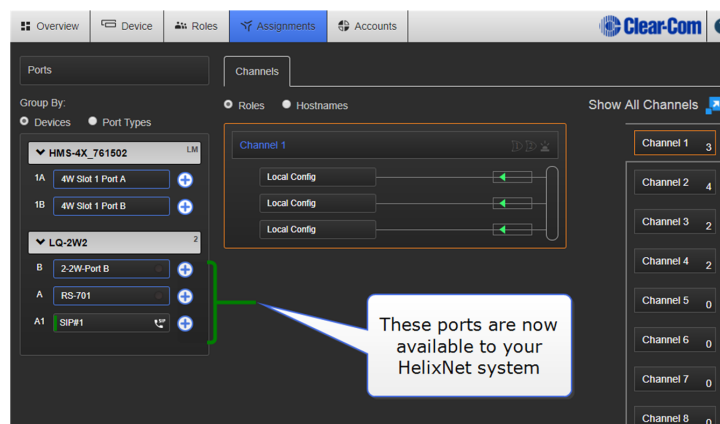 Overview Device Roles Assignments Accounts Clear-Com
Ports
Channels
Group By:
Roles Hostnames
Show All Channels
Devices Port Types
HMS-4X_761502 LM
Channel 1
Channel 1 3
1A 4W Slot 1 Port A
Local Config
Channel 2 4
1B 4W Slot 1 Port B
Local Config
Channel 3 2
LQ-2W2 2
Local Config
Channel 4 2
B 2-2W-Port B
A RS-701
Channel 5 0
A1 SIP#1 SIP
These ports are now
available to your
HelixNet system
Channel 6 0
Channel 7 0
Channel 8 0